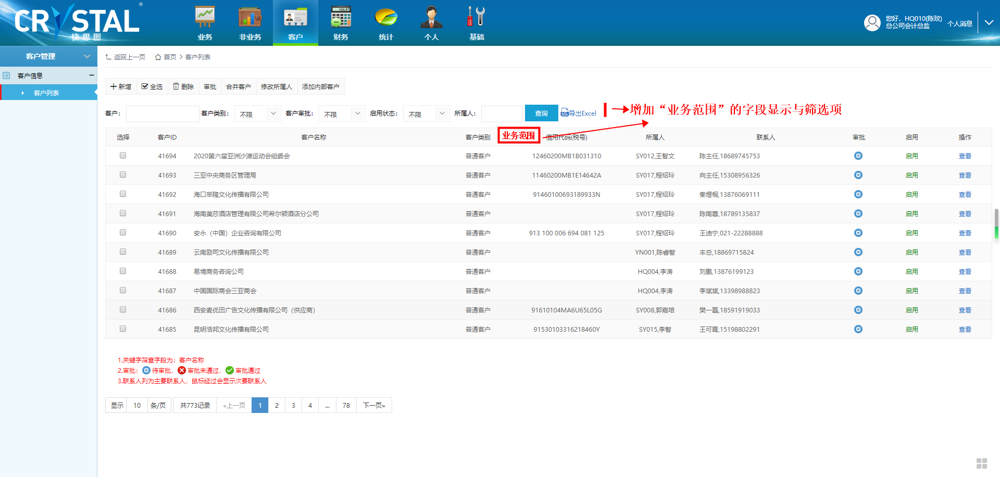 CRYSTAL ®
快思图
业务 非业务 客户 财务 统计 个人 基础
您好，HQ010(陈玟)
总公司会计总监
个人消息
客户管理
客户信息
客户列表
返回上一页 首页 > 客户列表
新增 全选 删除 审批 合并客户 修改所属人 添加内部客户
客户： 客户类别： 不限 客户审批： 不限 启用状态： 不限 所属人： 查询 导出Excel 增加“业务范围”的字段显示与筛选项
选择 客户ID 客户名称 客户类别 业务范围 信用代码(税号) 所属人 联系人 审批 启用 操作
41694 2020第六届亚洲沙滩运动会组委会 普通客户 12460200MB1B031310 SY012,王智文 陈主任,18689745753 启用 查看
41693 三亚中央商务区管理局 普通客户 11460200MB1E14642A SY017,程绍玲 向主任,15308956326 启用 查看
41692 海口举隆文化传播有限公司 普通客户 91460100693189933N SY017,程绍玲 秦煜桐,13876069111 启用 查看
41691 海南美莎酒店管理有限公司希尔顿酒店分公司 普通客户 SY017,程绍玲 陈南蓉,18789135837 启用 查看
41690 安永（中国）企业咨询有限公司 普通客户 913 100 006 694 081 125 SY017,程绍玲 王迪宁,021-22288888 启用 查看
41689 云南励司文化传播有限公司 普通客户 YN001,陈睿智 丰总,18869715824 启用 查看
41688 易境商务咨询公司 普通客户 HQ004,李涛 刘鹏,13876199123 启用 查看
41687 中国国际商会三亚商会 普通客户 HQ004,李涛 李斌斌,13398988823 启用 查看
41686 西安麦优田广告文化传播有限公司（供应商） 普通客户 91610104MA6U65L05G SY008,郭嘉培 樊一磊,18591919033 启用 查看
41685 昆明浩邦文化传播有限公司 普通客户 91530103316218460Y SY015,李智 王可霄,15198802291 启用 查看
1.关键字筛查字段为：客户名称
2.审批： 待审批， 审批未通过， 审批通过
3.联系人列为主要联系人，鼠标经过会显示次要联系人
显示 10 条/页 共773记录 «上一页 1 2 3 4 ... 78 下一页»